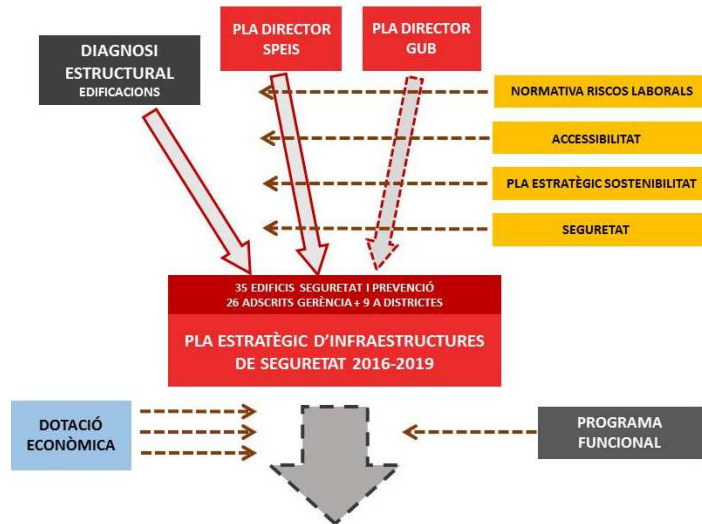 DIAGNOSI
ESTRUCTURAL
EDIFICACIONS
PLA DIRECTOR
SPEIS
PLA DIRECTOR
GUB
NORMATIVA RISCOS LABORALS
ACCESSIBILITAT
PLA ESTRATÈGIC SOSTENIBILITAT
SEGURETAT
35 EDIFICIS SEGURETAT I PREVENCIÓ
26 ADSCRITS GERÈNCIA+ 9 A DISTRICTES
PLA ESTRATÈGIC D'INFRAESTRUCTURES
DE SEGURETAT 2016-2019
DOTACIÓ
ECONÒMICA
PROGRAMA
FUNCIONAL